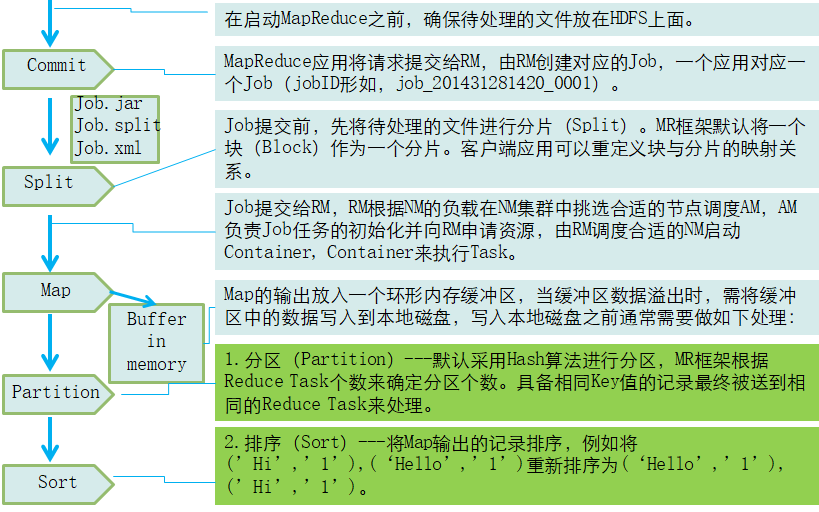 在启动MapReduce之前，确保待处理的文件放在HDFS上面。
Commit
MapReduce应用将请求提交给RM，由RM创建对应的Job，一个应用对应一
个Job（jobID形如，job_201431281420_0001）。
Job.jar
Job.split
Job.xml
Job提交前，先将待处理的文件进行分片（Split）。MR框架默认将一个
块（Block）作为一个分片。客户端应用可以重定义块与分片的映射关
系。
Split
Job提交给RM，RM根据NM的负载在NM集群中挑选合适的节点调度AM，AM
负责Job任务的初始化并向RM申请资源，由RM调度合适的NM启动
Container，Container来执行Task。
Map
Map的输出放入一个环形内存缓冲区，当缓冲区数据溢出时，需将缓冲
区中的数据写入到本地磁盘，写入本地磁盘之前通常需要做如下处理：
Buffer
in
memory
1.分区（Partition）---默认采用Hash算法进行分区，MR框架根据
Reduce Task个数来确定分区个数。具备相同Key值的记录最终被送到相
同的Reduce Task来处理。
Partition
2.排序（Sort）---将Map输出的记录排序，例如将
(’Hi’,’1’),(‘Hello’,’1’)重新排序为(‘Hello’,’1’),
(’Hi’,’1’)。
Sort